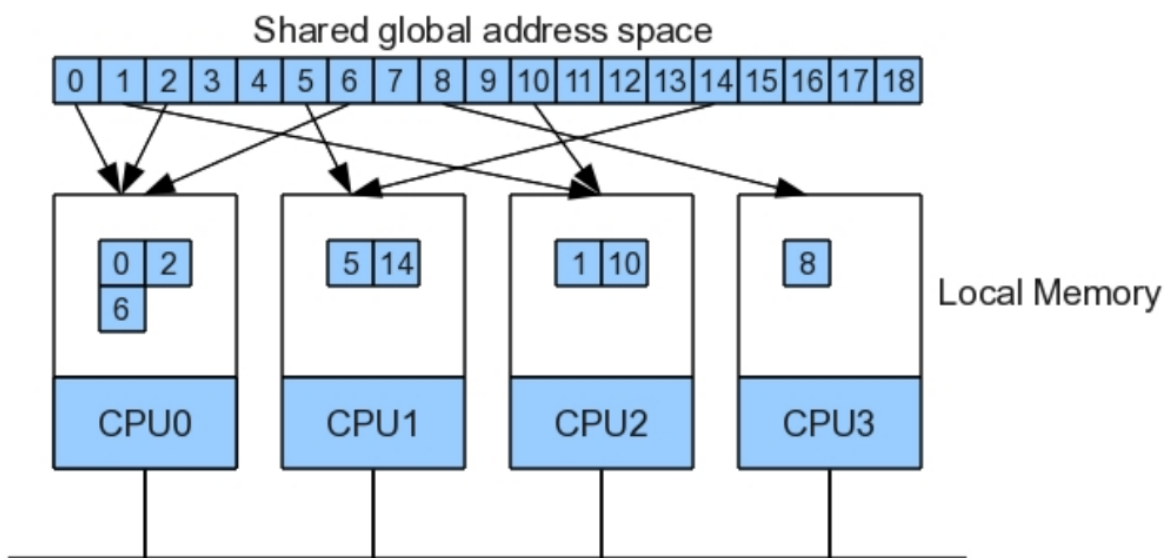 Shared global address space
0 1 2 3 4 5 6 7 8 9 10 11 12 13 14 15 16 17 18
0 2 5 14 1 10 8
6
Local Memory
CPU0 CPU1 CPU2 CPU3